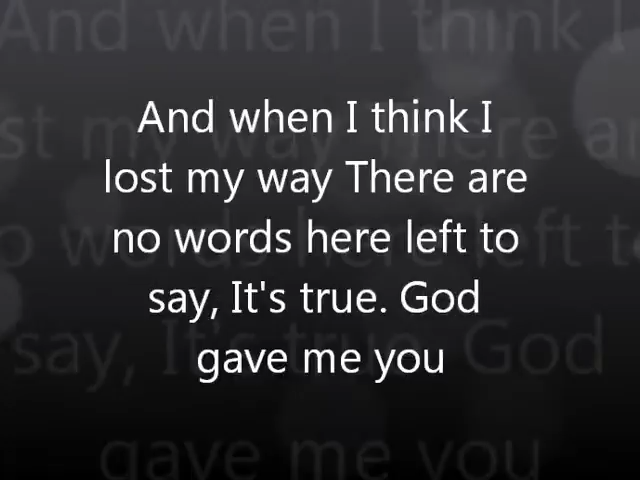 And when I think I
lost my way There are
no words here left to
say, It's true. God
gave me you